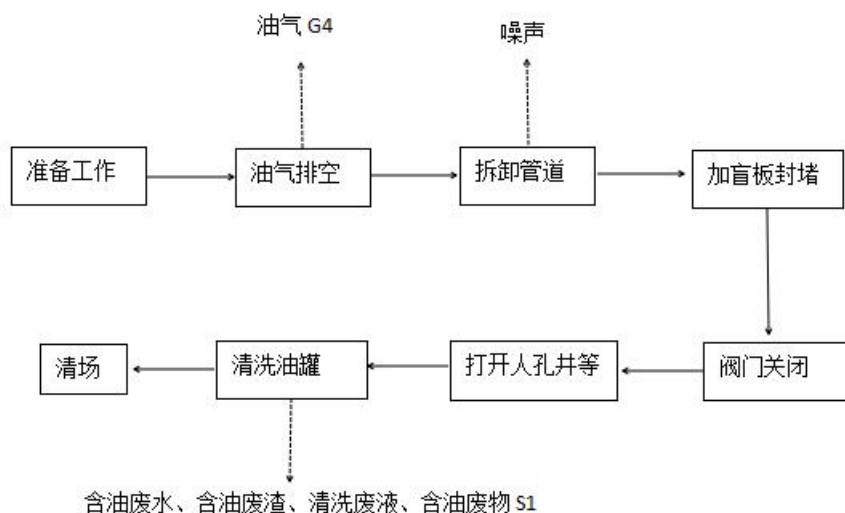 油气 G4
噪声
准备工作
油气排空
拆卸管道
加盲板封堵
清场
清洗油罐
打开人孔井等
阀门关闭
含油废水、含油废渣、清洗废液、含油废物 S1